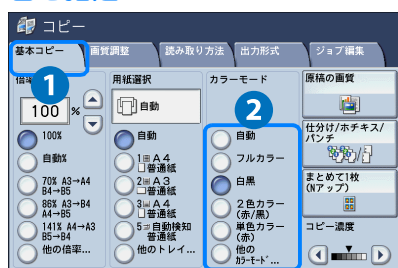 コピー
基本コピー
画質調整
読み取り方法
出力形式
ジョブ編集
1
100 %
100%
自動%
70% A3→A4
B4→B5
86% A3→B4
A4→B5
141% A4→A3
B5→B4
他の倍率...
用紙選択
自動
自動
1 A4
普通紙
2 A3
普通紙
3 A4
普通紙
5 自動検知
普通紙
他のトレイ...
カラーモード
2
自動
フルカラー
白黒
2色カラー
(赤/黒)
単色カラー
(赤)
他の
カラーモード...
原稿の画質
仕分け/ホチキス/
パンチ
まとめて1枚
(Nアップ)
コピー濃度